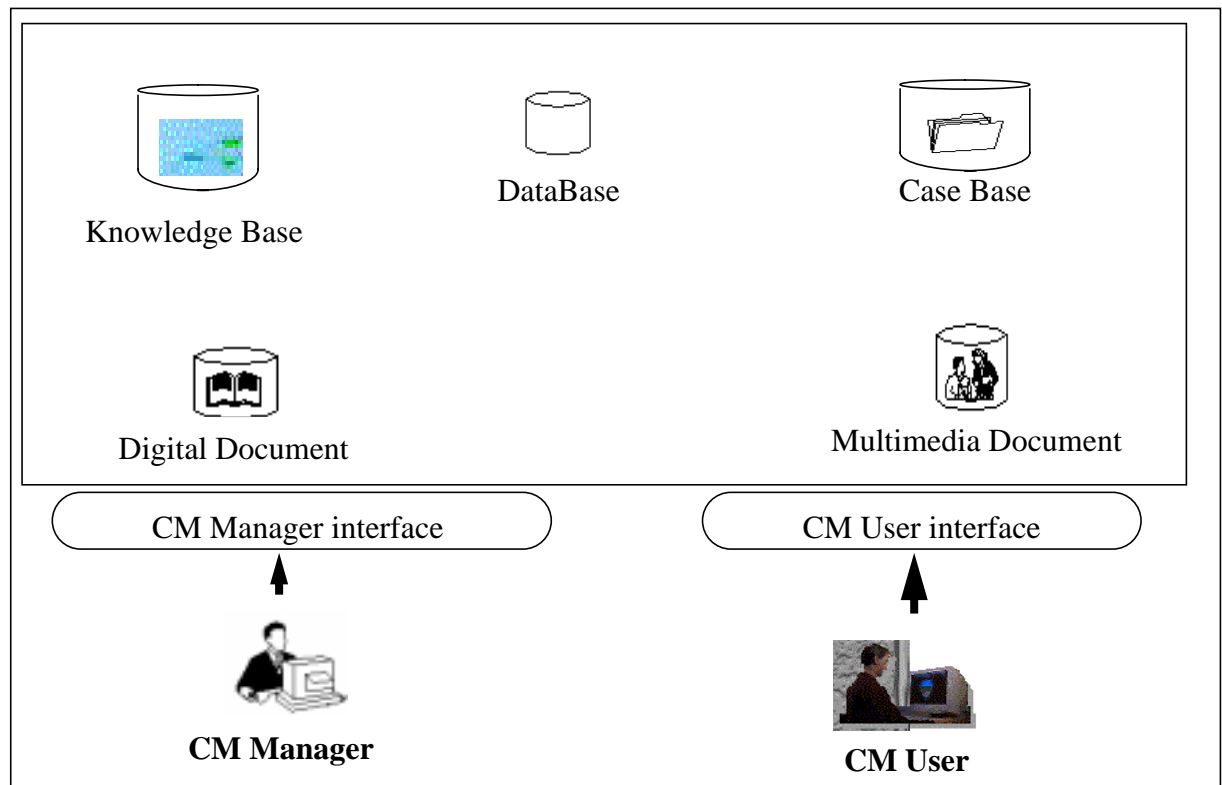 DataBase
Case Base
Knowledge Base
Digital Document
Multimedia Document
CM Manager interface
CM User interface
CM Manager
CM User